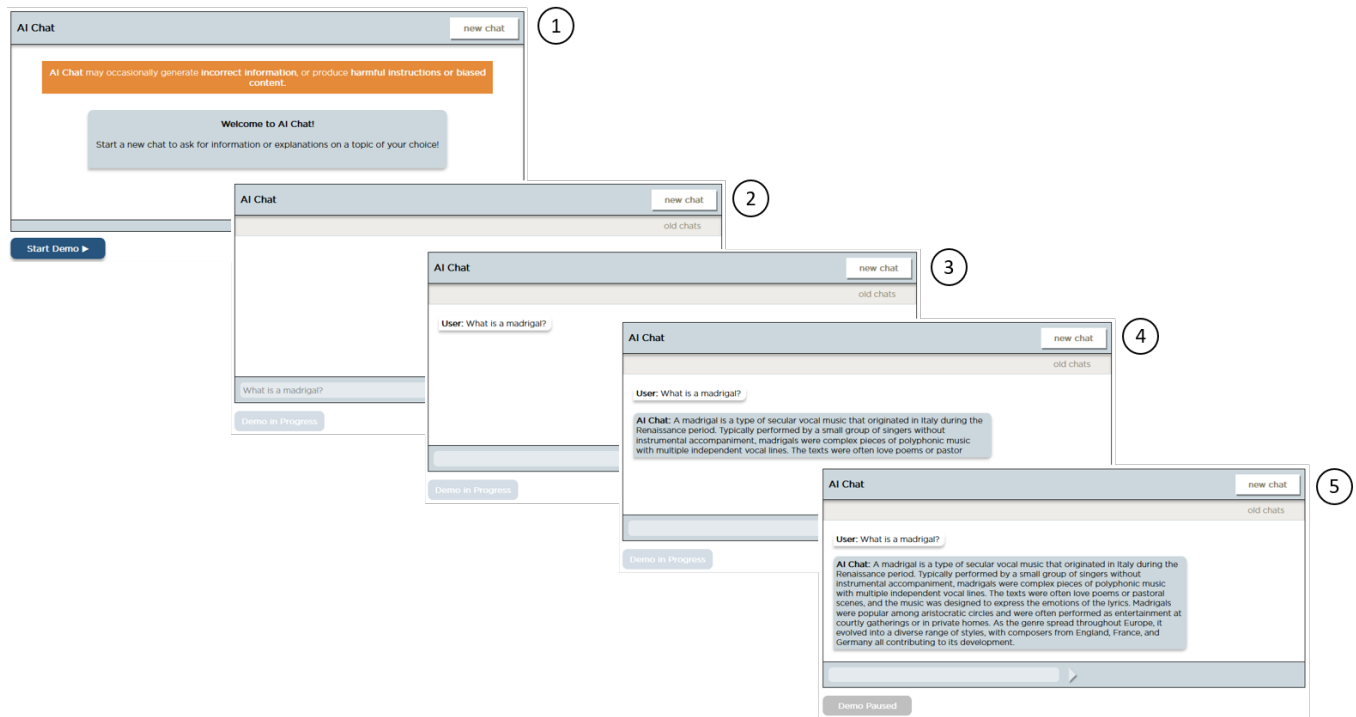 AI Chat
new chat
1
AI Chat may occasionally generate incorrect information, or produce harmful instructions or biased
content.
Welcome to AI Chat!
Start a new chat to ask for information or explanations on a topic of your choice!
Start Demo
AI Chat
new chat
2
old chats
What is a madrigal?
Demo in Progress
AI Chat
new chat
3
old chats
User: What is a madrigal?
Demo in Progress
AI Chat
new chat
4
old chats
User: What is a madrigal?
AI Chat: A madrigal is a type of secular vocal music that originated in Italy during the
Renaissance period. Typically performed by a small group of singers without
instrumental accompaniment, madrigals were complex pieces of polyphonic music
with multiple independent vocal lines. The texts were often love poems or pastor
Demo in Progress
AI Chat
new chat
5
old chats
User: What is a madrigal?
AI Chat: A madrigal is a type of secular vocal music that originated in Italy during the
Renaissance period. Typically performed by a small group of singers without
instrumental accompaniment, madrigals were complex pieces of polyphonic music
with multiple independent vocal lines. The texts were often love poems or pastoral
scenes, and the music was designed to express the emotions of the lyrics. Madrigals
were popular among aristocratic circles and were often performed as entertainment at
courtly gatherings or in private homes. As the genre spread throughout Europe, it
evolved into a diverse range of styles, with composers from England, France, and
Germany all contributing to its development.
Demo Paused